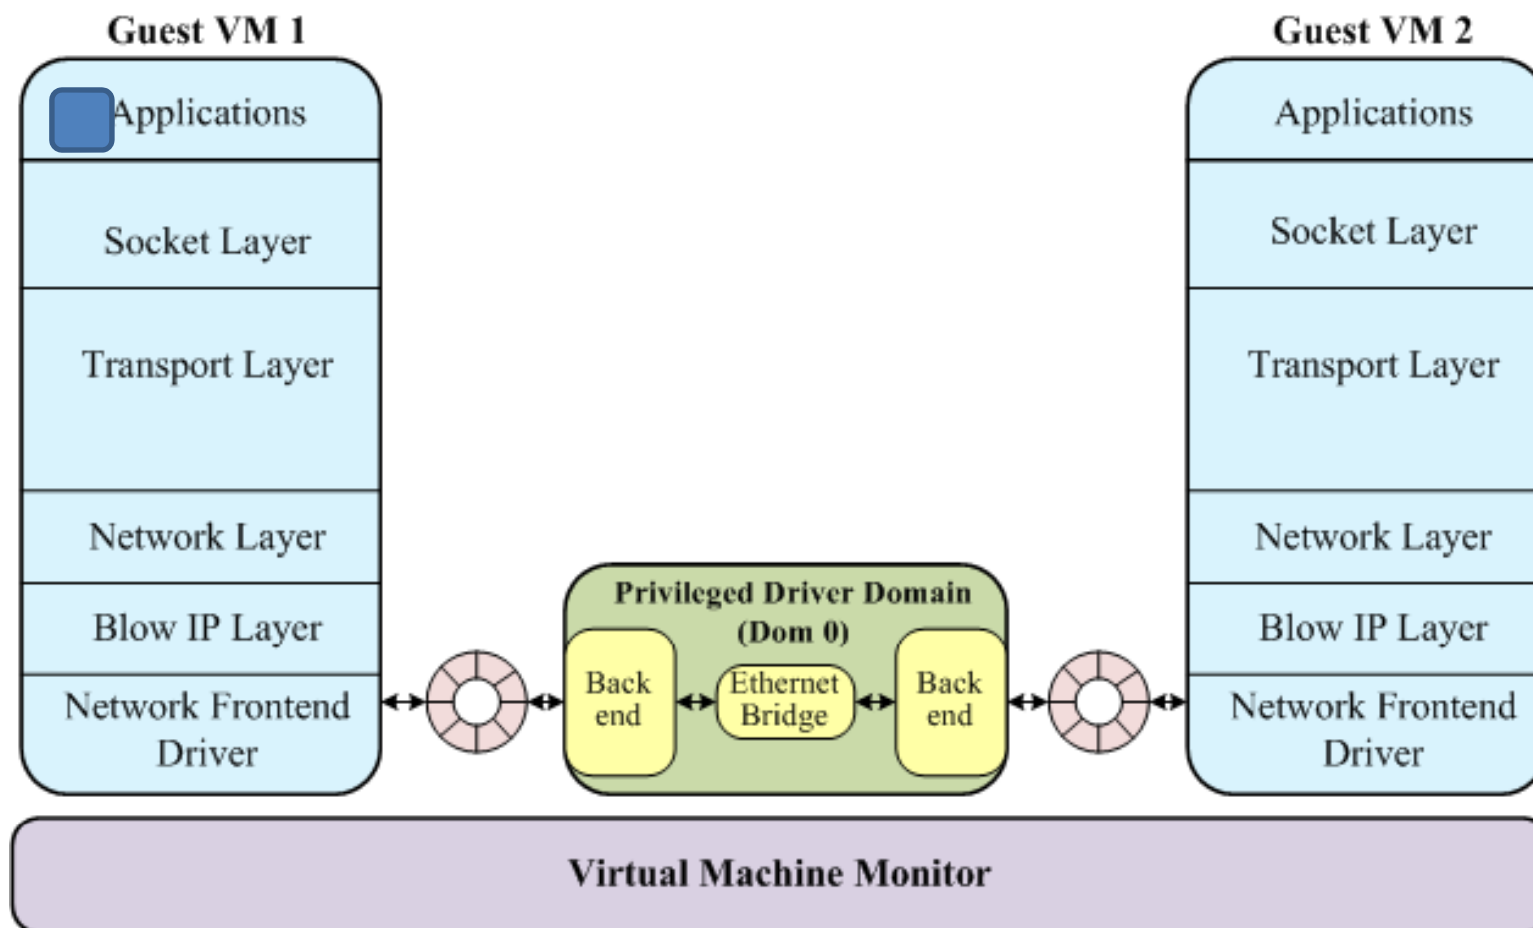 Guest VM 1
Applications
Socket Layer
Transport Layer
Network Layer
Blow IP Layer
Network Frontend
Driver
Privileged Driver Domain
(Dom 0)
Back
end
Ethernet
Bridge
Back
end
Guest VM 2
Applications
Socket Layer
Transport Layer
Network Layer
Blow IP Layer
Network Frontend
Driver
Virtual Machine Monitor